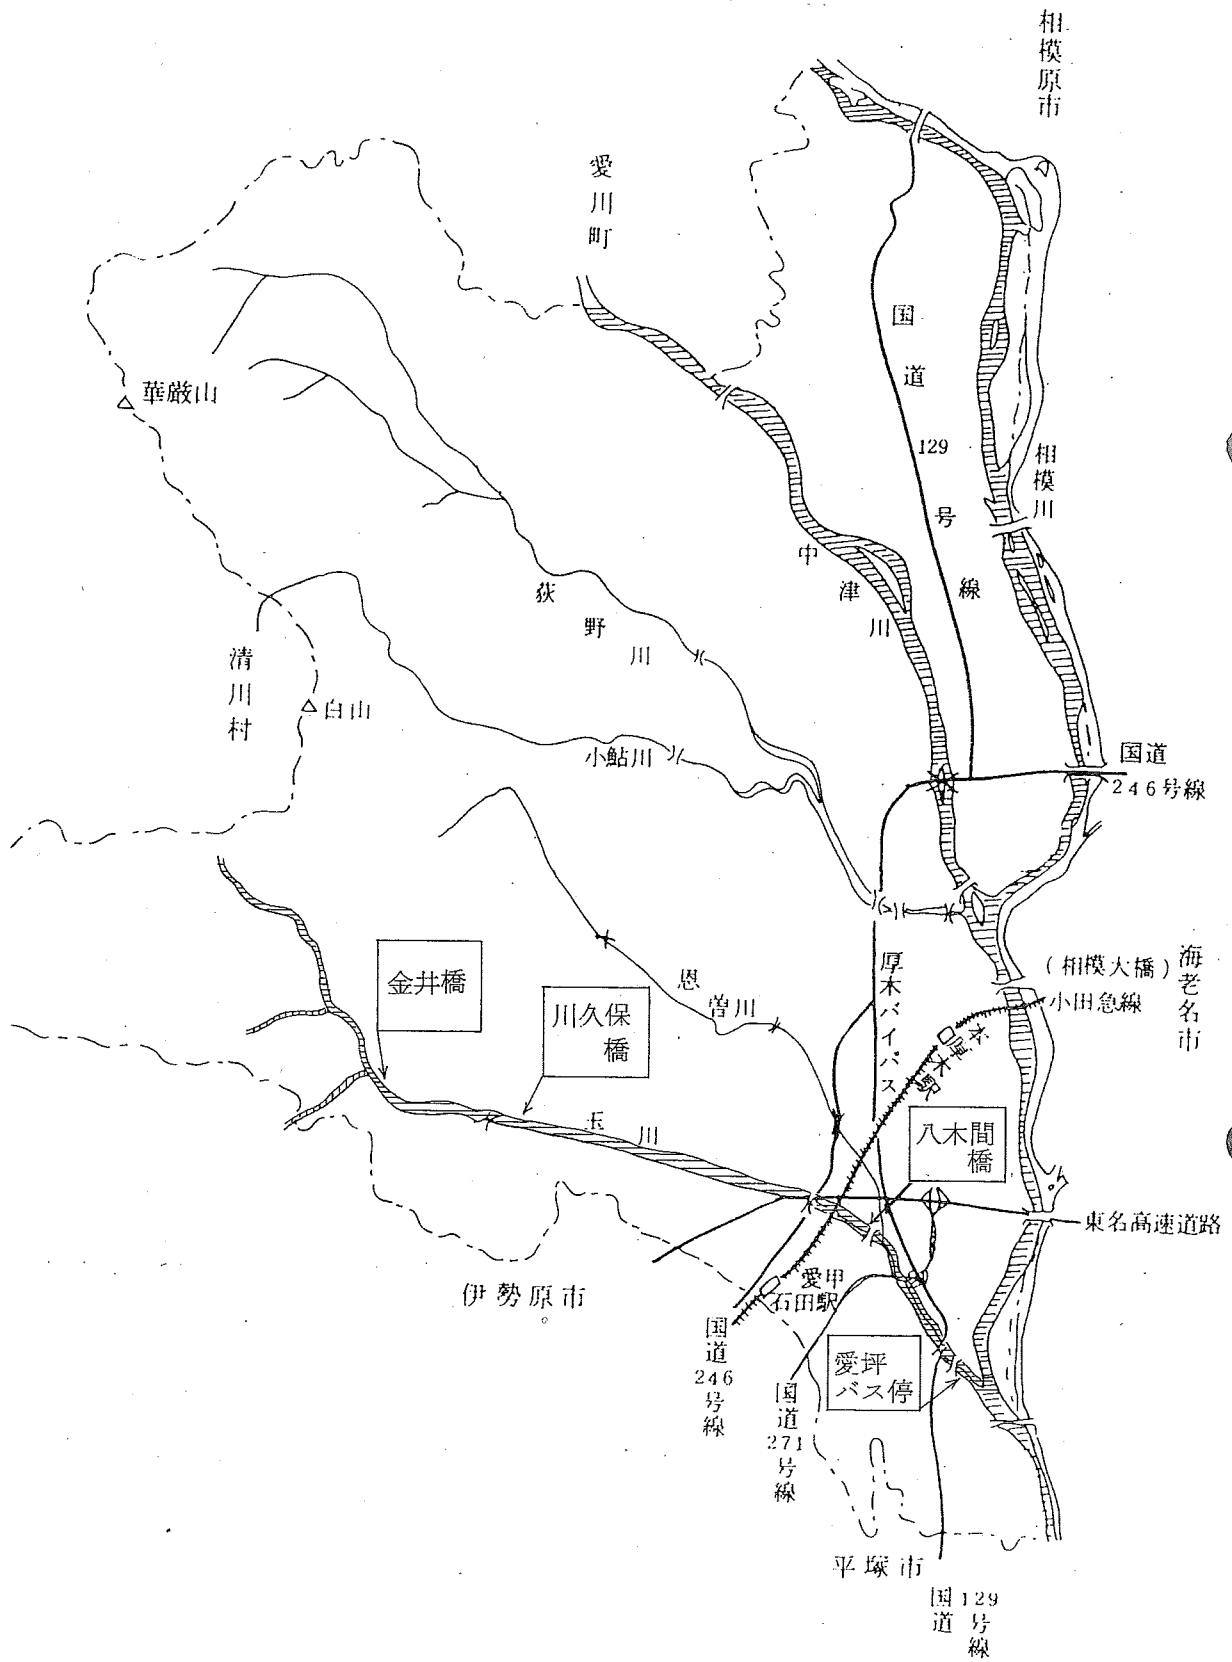 相模原市
愛川町
国道129号線
華厳山
相模川
中津川
荻野川
清川村
白山
小鮎川
国道
246号線
金井橋
川久保
橋
恩曽川
厚木バイパス
(相模大橋)
海老名市
小田急線
本厚木駅
玉川
八木間
橋
東名高速道路
伊勢原市
愛甲
石田駅
国道246号線
国道271号線
愛坪
バス停
平塚市
国道129号線